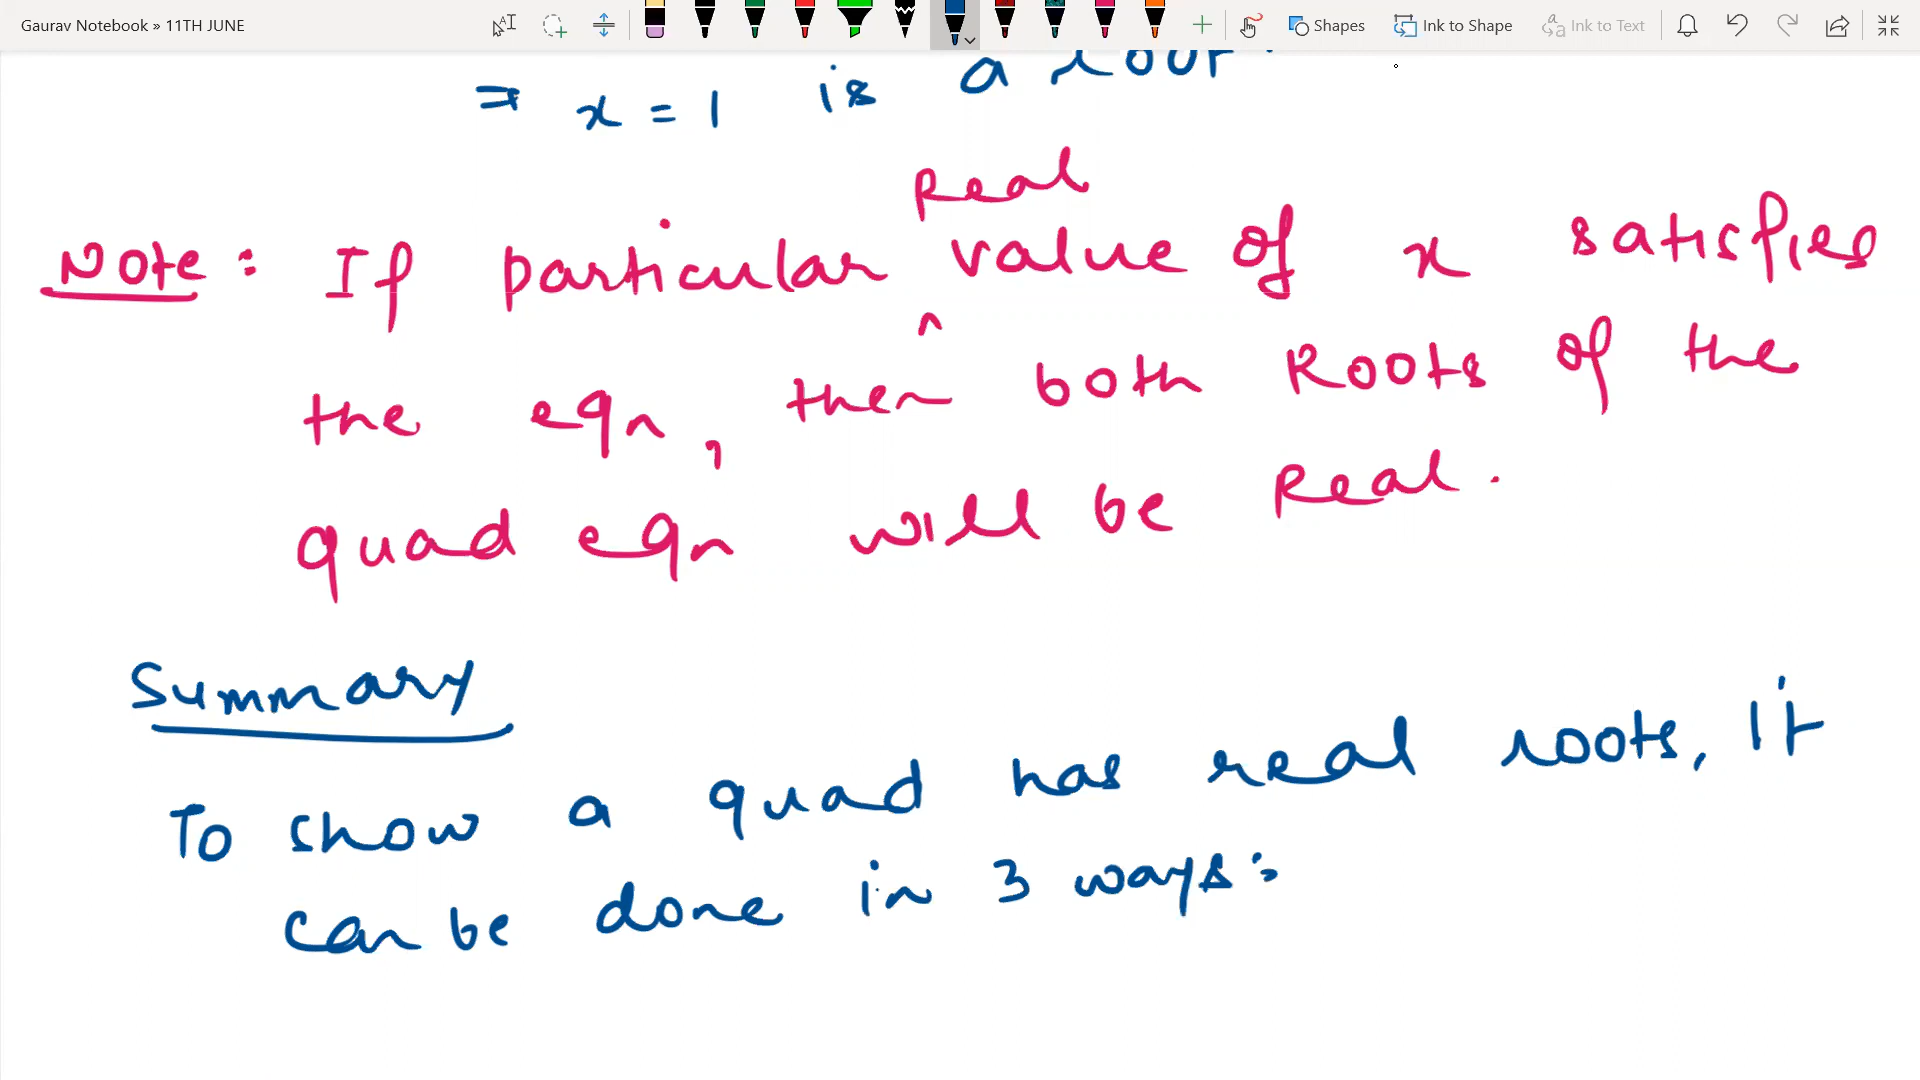 Gaurav Notebook » 11TH JUNE
Shapes
Ink to Shape
Ink to Text
⇒ x = 1 is a root.
Real
Note: If particular value of x satisfies
^
the eqn, then both Roots of the
quad eqn will be Real.
Summary
To show a quad has real roots, it
can be done in 3 ways: